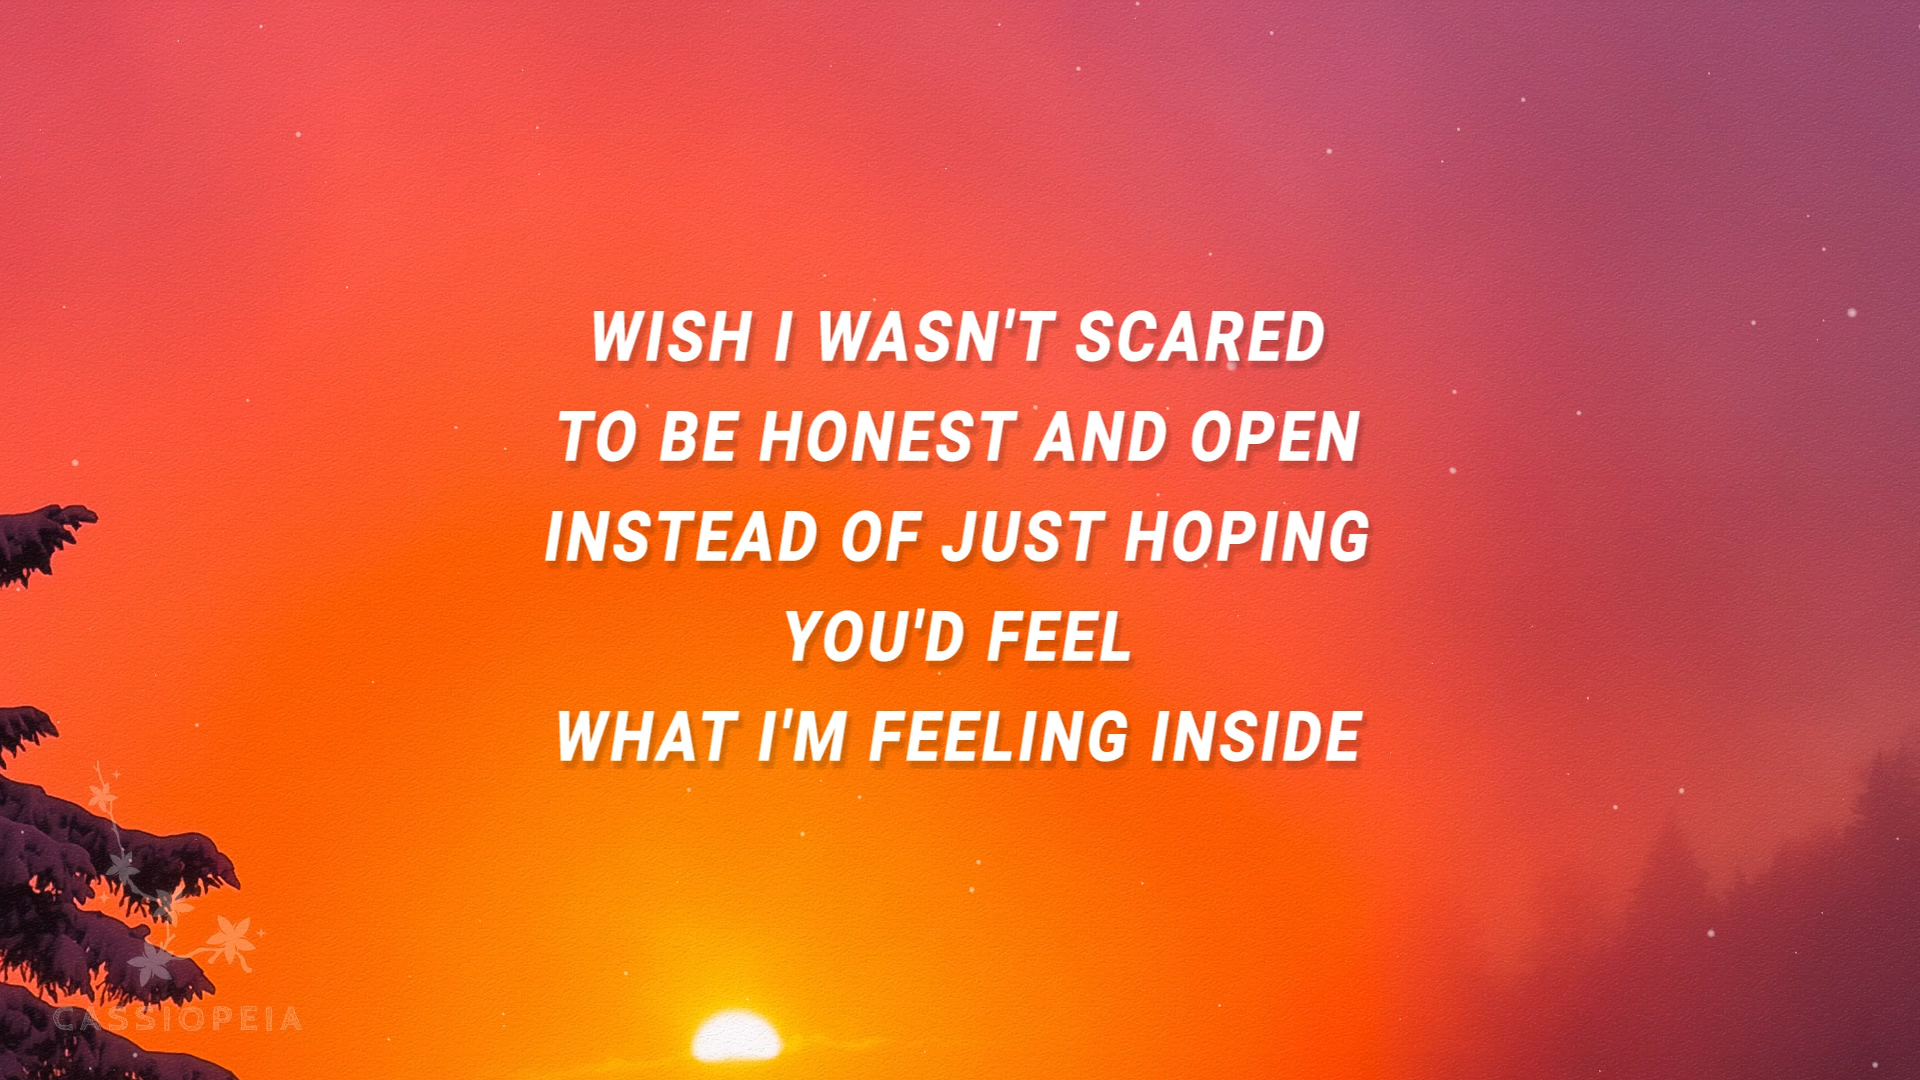 WISH I WASN'T SCARED
TO BE HONEST AND OPEN
INSTEAD OF JUST HOPING
YOU'D FEEL
WHAT I'M FEELING INSIDE
CASSIOPEIA